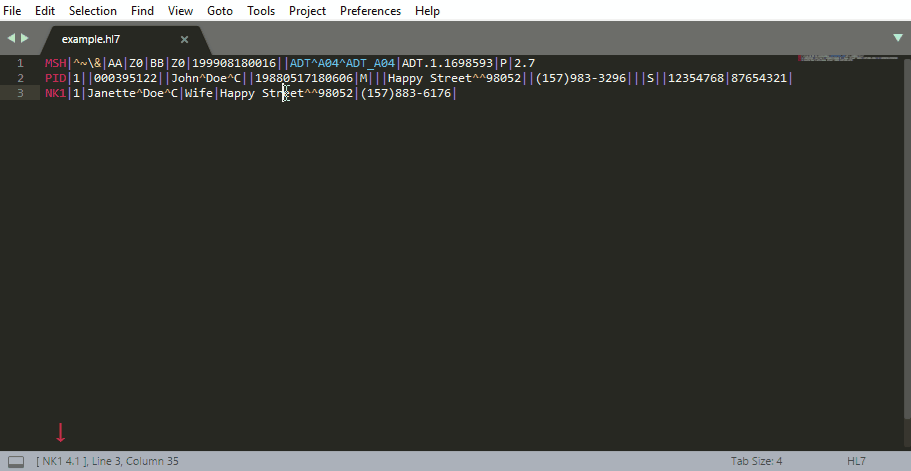 File Edit Selection Find View Goto Tools Project Preferences Help
example.hl7
1 MSH|^~\&|AA|Z0|BB|Z0|199908180016||ADT^A04^ADT_A04|ADT.1.1698593|P|2.7
2 PID|1||000395122||John^Doe^C||19880517180606|M|||Happy Street^^98052||(157)983-3296|||S||12354768|87654321|
3 NK1|1|Janette^Doe^C|Wife|Happy Street^^98052|(157)883-6176|
[ NK1 4.1 ], Line 3, Column 35 Tab Size: 4 HL7